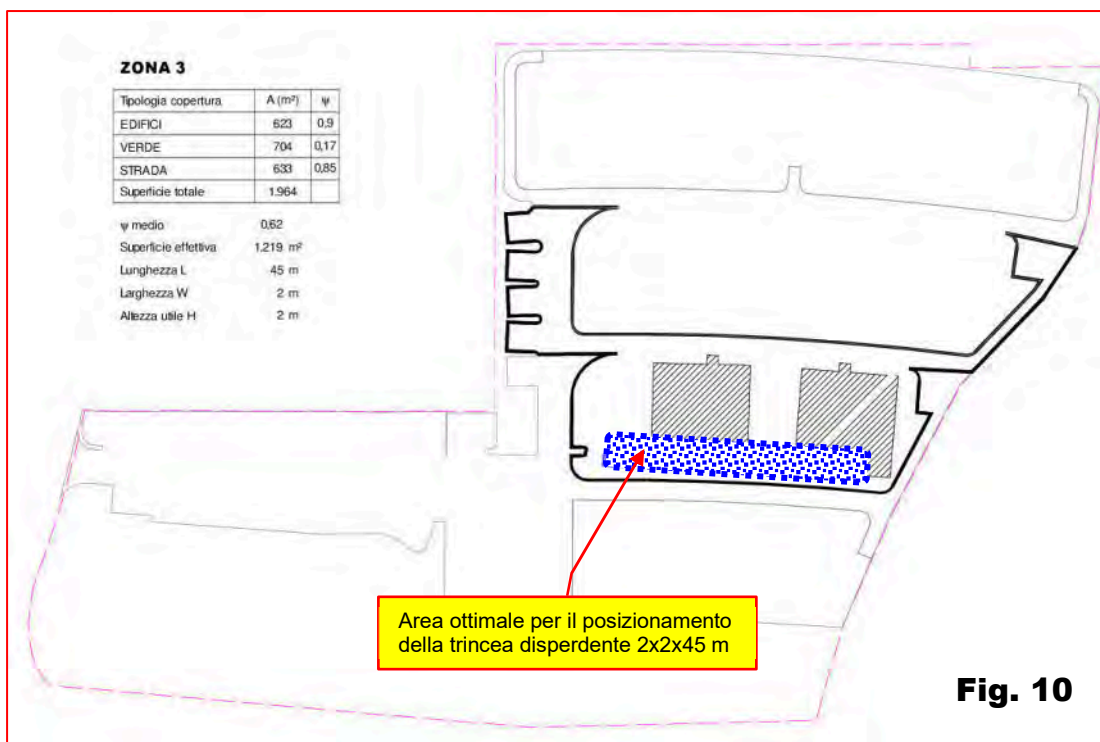 ZONA 3
Tipologia copertura A (m²) ψ
EDIFICI 623 0,9
VERDE 704 0,17
STRADA 633 0,85
Superficie totale 1.964
ψ medio 0,62
Superficie effettiva 1.219 m²
Lunghezza L 45 m
Larghezza W 2 m
Altezza utile H 2 m
Area ottimale per il posizionamento
della trincea disperdente 2x2x45 m
Fig. 10